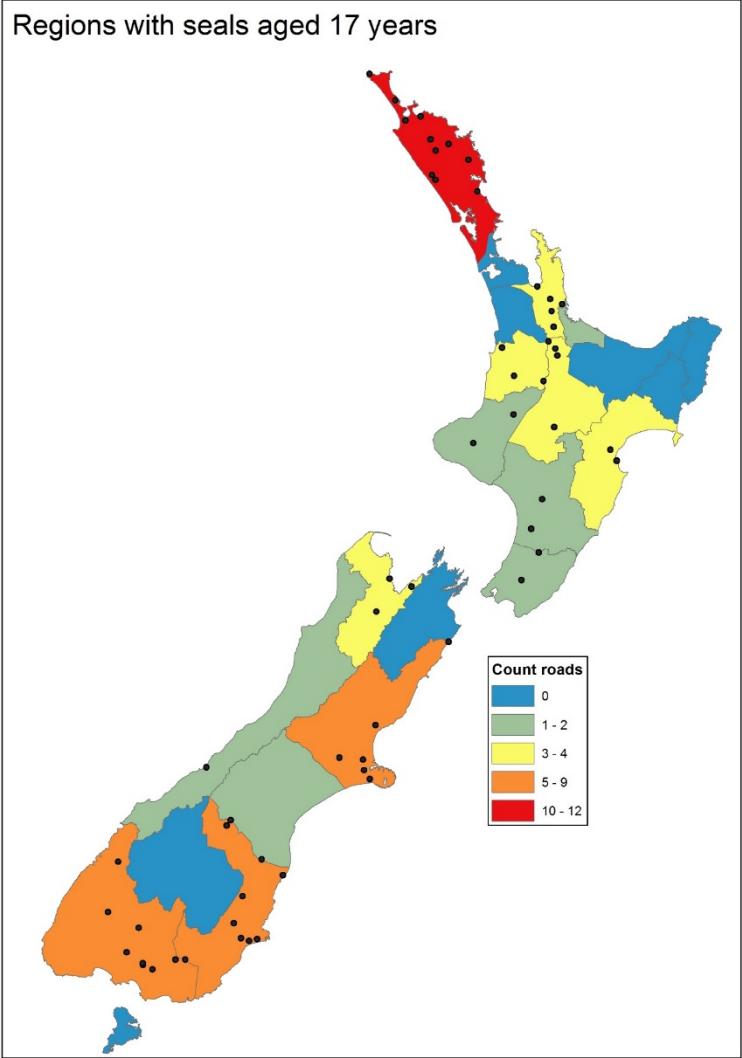 Regions with seals aged 17 years
Count roads
0
1 - 2
3 - 4
5 - 9
10 - 12